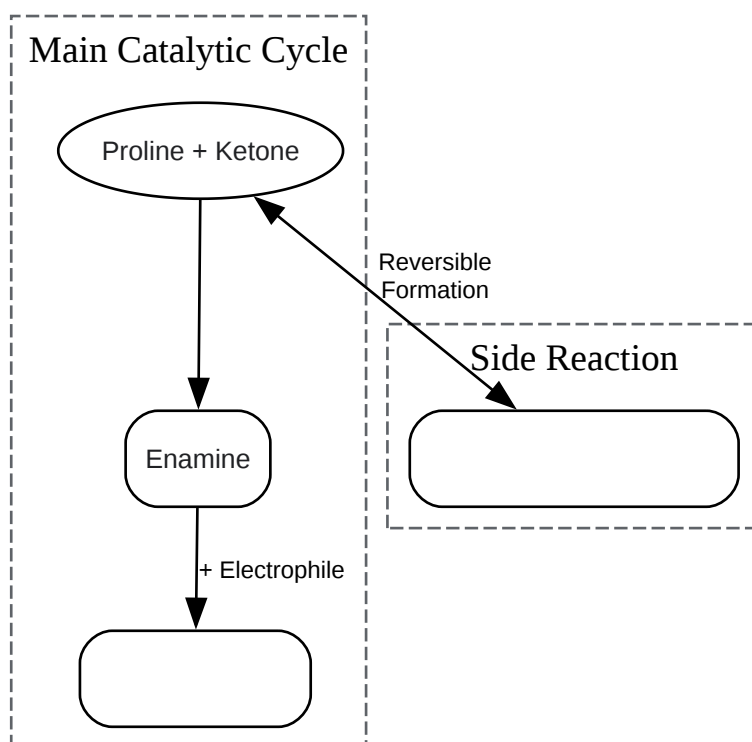 Main Catalytic Cycle
Proline + Ketone
Reversible
Formation
Side Reaction
Enamine
+ Electrophile